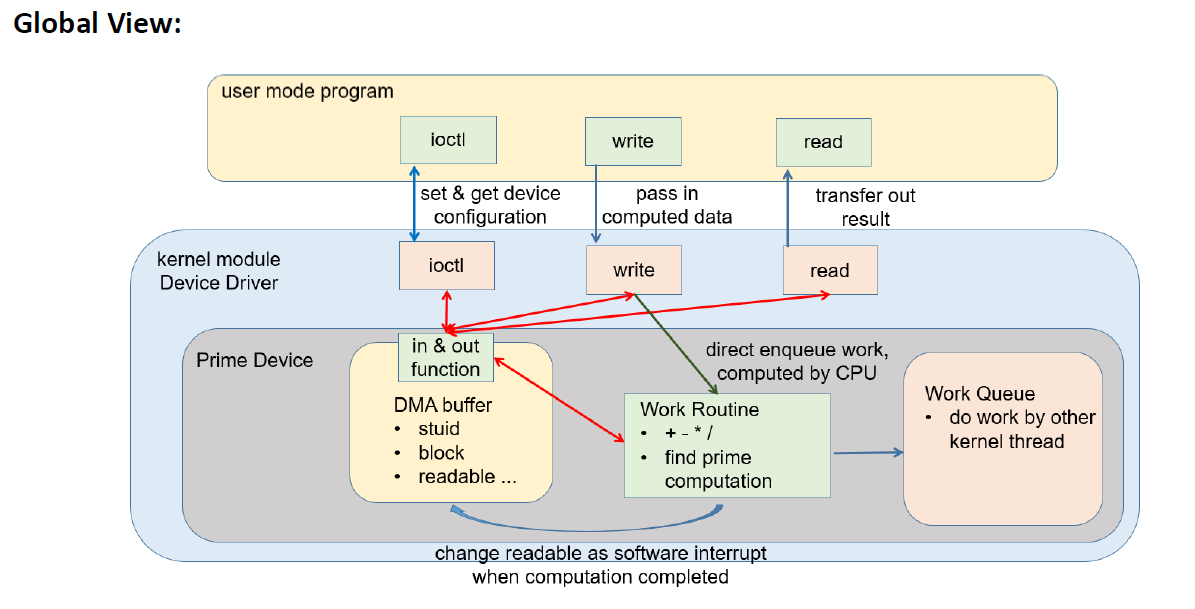 Global View:
user mode program
ioctl
write
read
set & get device
configuration
pass in
computed data
transfer out
result
kernel module
Device Driver
ioctl
write
read
Prime Device
in & out
function
DMA buffer
• stuid
• block
• readable ...
direct enqueue work,
computed by CPU
Work Routine
• + - * /
• find prime
computation
Work Queue
• do work by other
kernel thread
change readable as software interrupt
when computation completed